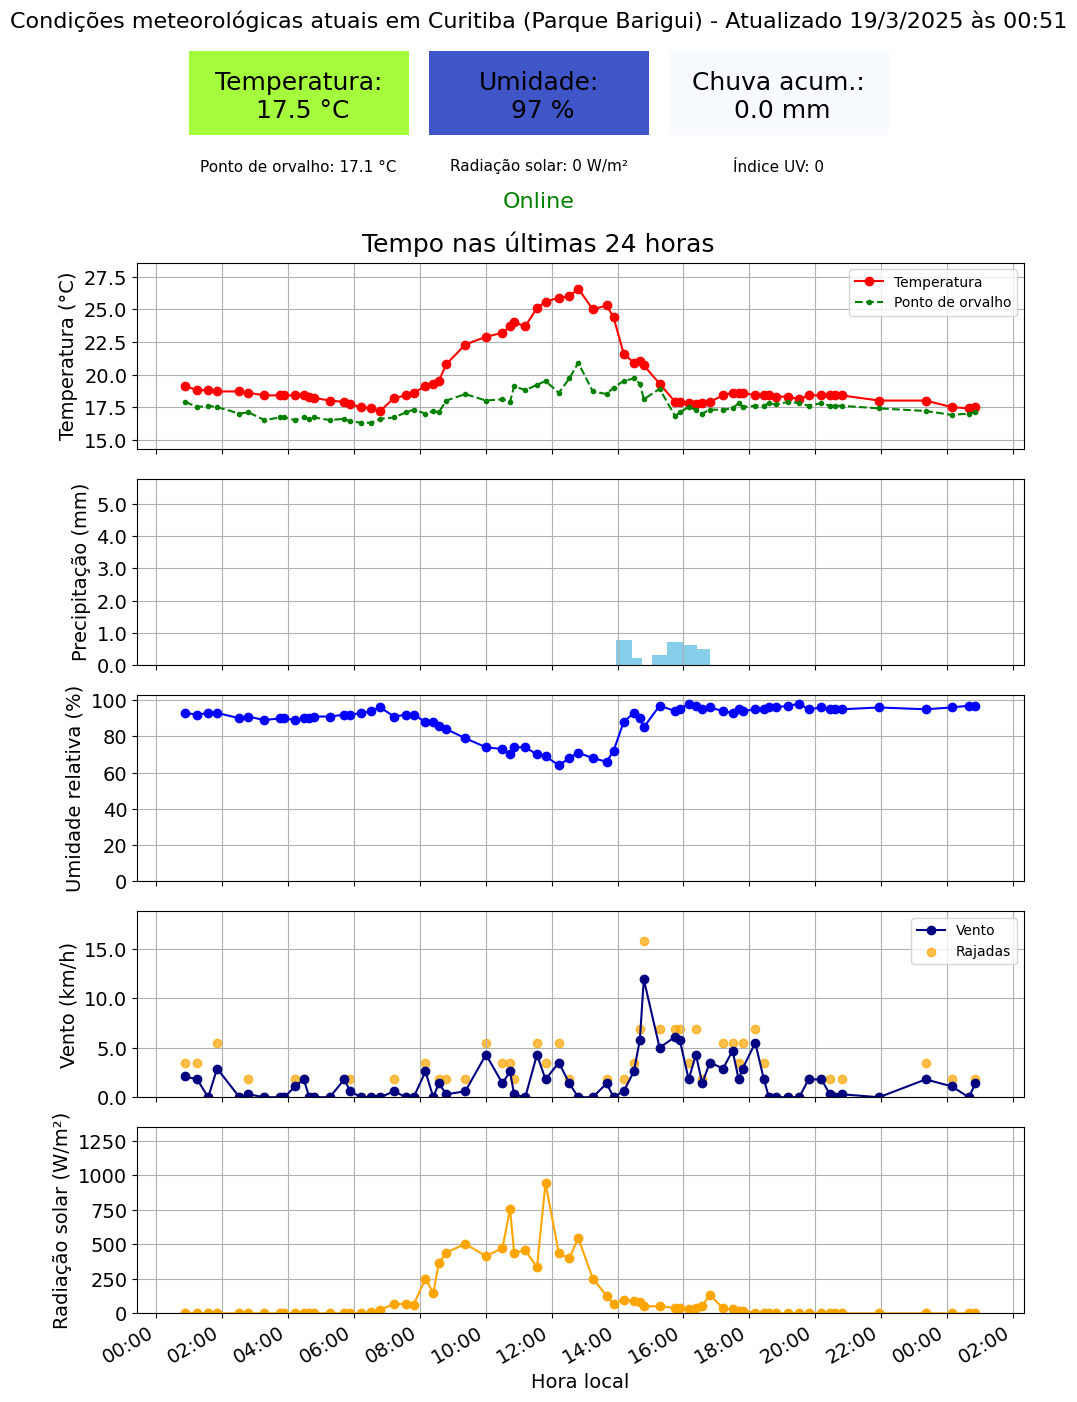 Condições meteorológicas atuais em Curitiba (Parque Barigui) - Atualizado 19/3/2025 às 00:51
Temperatura:
17.5 °C
Umidade:
97 %
Chuva acum.:
0.0 mm
Ponto de orvalho: 17.1 °C
Radiação solar: 0 W/m²
Índice UV: 0
Online
Tempo nas últimas 24 horas
Temperatura (°C)
27.5
25.0
22.5
20.0
17.5
15.0
Temperatura
Ponto de orvalho
Precipitação (mm)
5.0
4.0
3.0
2.0
1.0
0.0
Umidade relativa (%)
100
80
60
40
20
0
Vento (km/h)
15.0
10.0
5.0
0.0
Vento
Rajadas
Radiação solar (W/m²)
1250
1000
750
500
250
0
00:00
02:00
04:00
06:00
08:00
10:00
12:00
14:00
16:00
18:00
20:00
22:00
00:00
02:00
Hora local